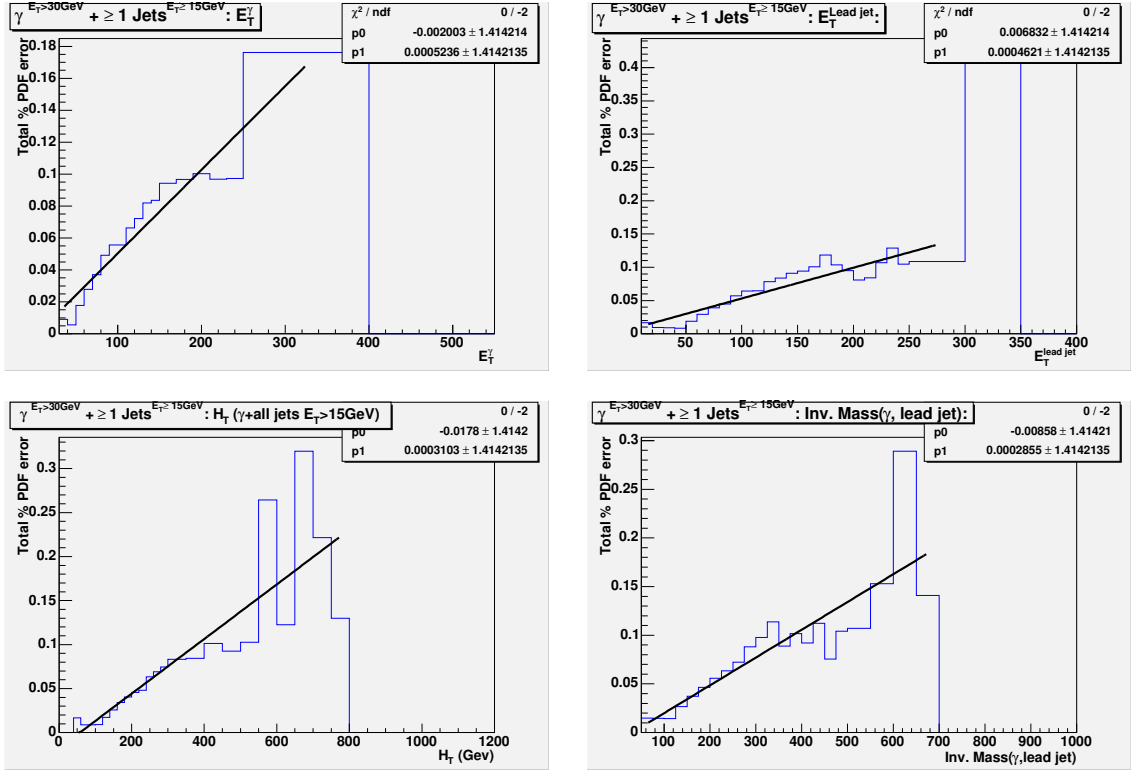 γ E_T>30GeV + ≥ 1 Jets E_T≥ 15GeV : E_T^γ
χ² / ndf 0 / -2
p0 -0.002003 ± 1.414214
p1 0.0005236 ± 1.4142135
Total % PDF error
0.18
0.16
0.14
0.12
0.1
0.08
0.06
0.04
0.02
0
100 200 300 400 500
E_T^γ
γ E_T>30GeV + ≥ 1 Jets E_T≥ 15GeV : E_T^Lead jet:
χ² / ndf 0 / -2
p0 0.006832 ± 1.414214
p1 0.0004621 ± 1.4142135
Total % PDF error
0.4
0.35
0.3
0.25
0.2
0.15
0.1
0.05
0
50 100 150 200 250 300 350 400
E_T^lead jet
γ E_T>30GeV + ≥ 1 Jets E_T≥ 15GeV : H_T (γ+all jets E_T>15GeV)
0 / -2
p0 -0.0178 ± 1.4142
p1 0.0003103 ± 1.4142135
Total % PDF error
0.3
0.25
0.2
0.15
0.1
0.05
0
0 200 400 600 800 1000 1200
H_T (Gev)
γ E_T>30GeV + ≥ 1 Jets E_T≥ 15GeV : Inv. Mass(γ, lead jet):
0 / -2
p0 -0.00858 ± 1.41421
p1 0.0002855 ± 1.4142135
Total % PDF error
0.3
0.25
0.2
0.15
0.1
0.05
0
100 200 300 400 500 600 700 800 900 1000
Inv. Mass(γ,lead jet)